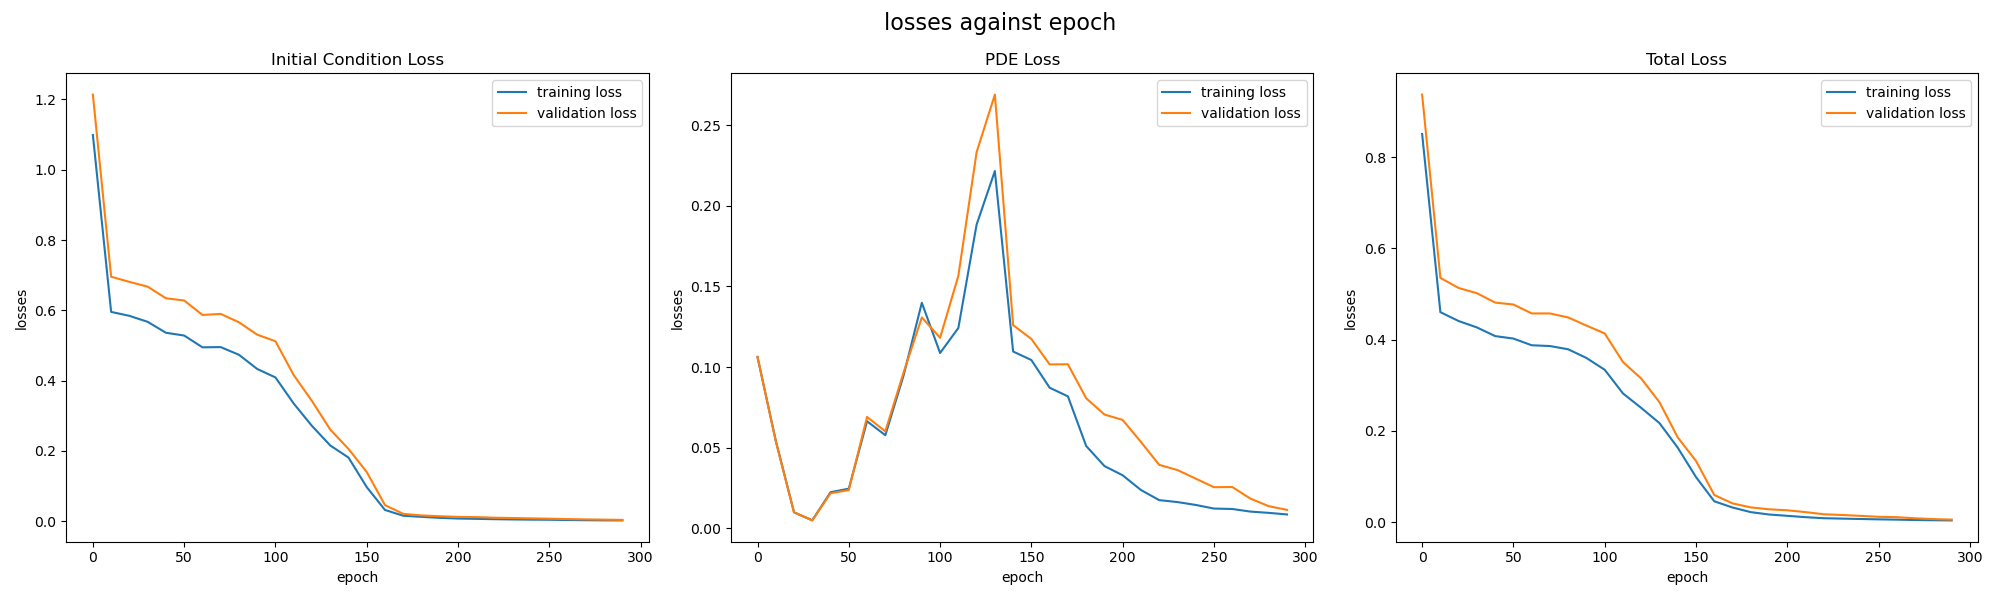 losses against epoch
Initial Condition Loss
training loss
validation loss
1.2
1.0
0.8
0.6
0.4
0.2
0.0
losses
0 50 100 150 200 250 300
epoch
PDE Loss
training loss
validation loss
0.25
0.20
0.15
0.10
0.05
0.00
losses
0 50 100 150 200 250 300
epoch
Total Loss
training loss
validation loss
0.8
0.6
0.4
0.2
0.0
losses
0 50 100 150 200 250 300
epoch